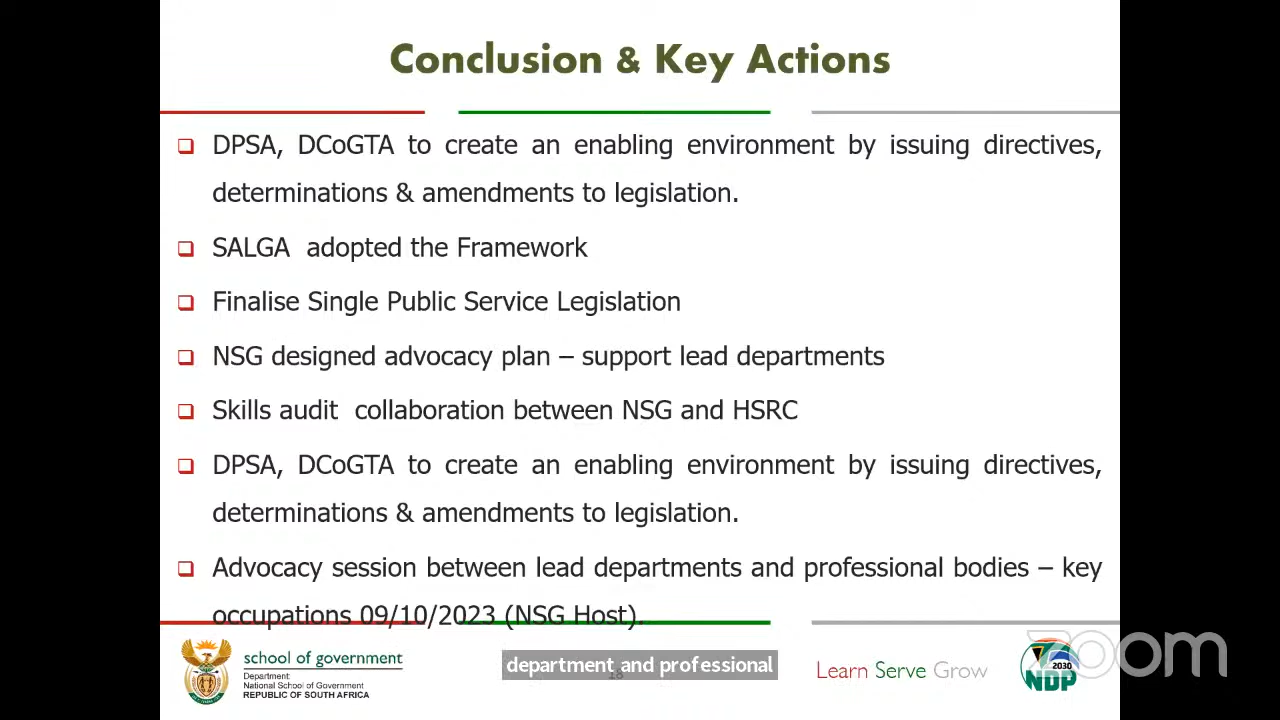 Conclusion & Key Actions
DPSA, DCoGTA to create an enabling environment by issuing directives,
determinations & amendments to legislation.
SALGA adopted the Framework
Finalise Single Public Service Legislation
NSG designed advocacy plan – support lead departments
Skills audit collaboration between NSG and HSRC
DPSA, DCoGTA to create an enabling environment by issuing directives,
determinations & amendments to legislation.
Advocacy session between lead departments and professional bodies – key
occupations 09/10/2023 (NSG Host).
school of government
Department:
National School of Government
REPUBLIC OF SOUTH AFRICA
department and professional
18
Learn Serve Grow
2030
NDP
zoom